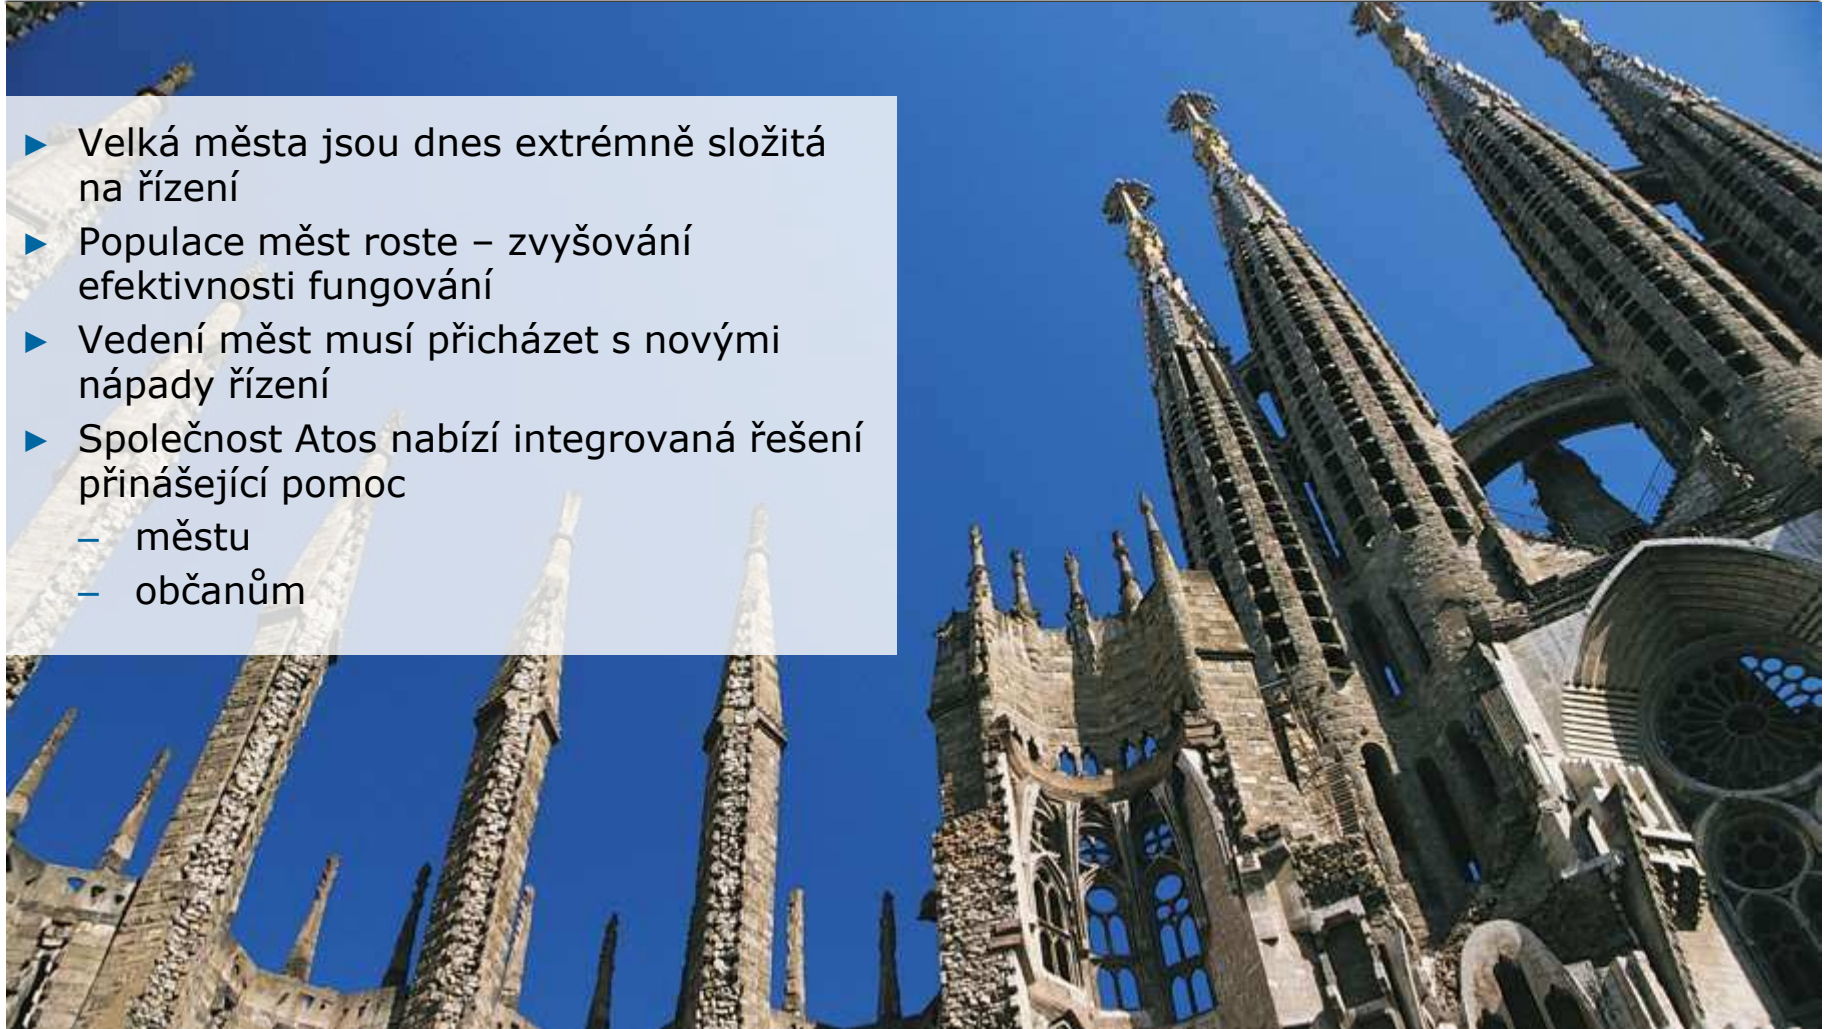 ► Velká města jsou dnes extrémně složitá
na řízení
► Populace měst roste – zvyšování
efektivnosti fungování
► Vedení měst musí přicházet s novými
nápady řízení
► Společnost Atos nabízí integrovaná řešení
přinášející pomoc
– městu
– občanům